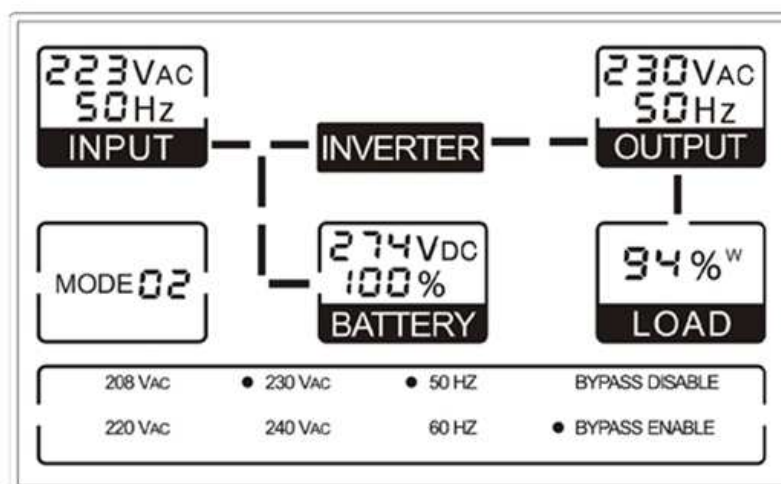 223VAC
50Hz
INPUT
INVERTER
230VAC
50Hz
OUTPUT
MODE 02
274VDC
100%
BATTERY
94%W
LOAD
208 VAC
230 VAC
50 HZ
BYPASS DISABLE
220 VAC
240 VAC
60 HZ
BYPASS ENABLE